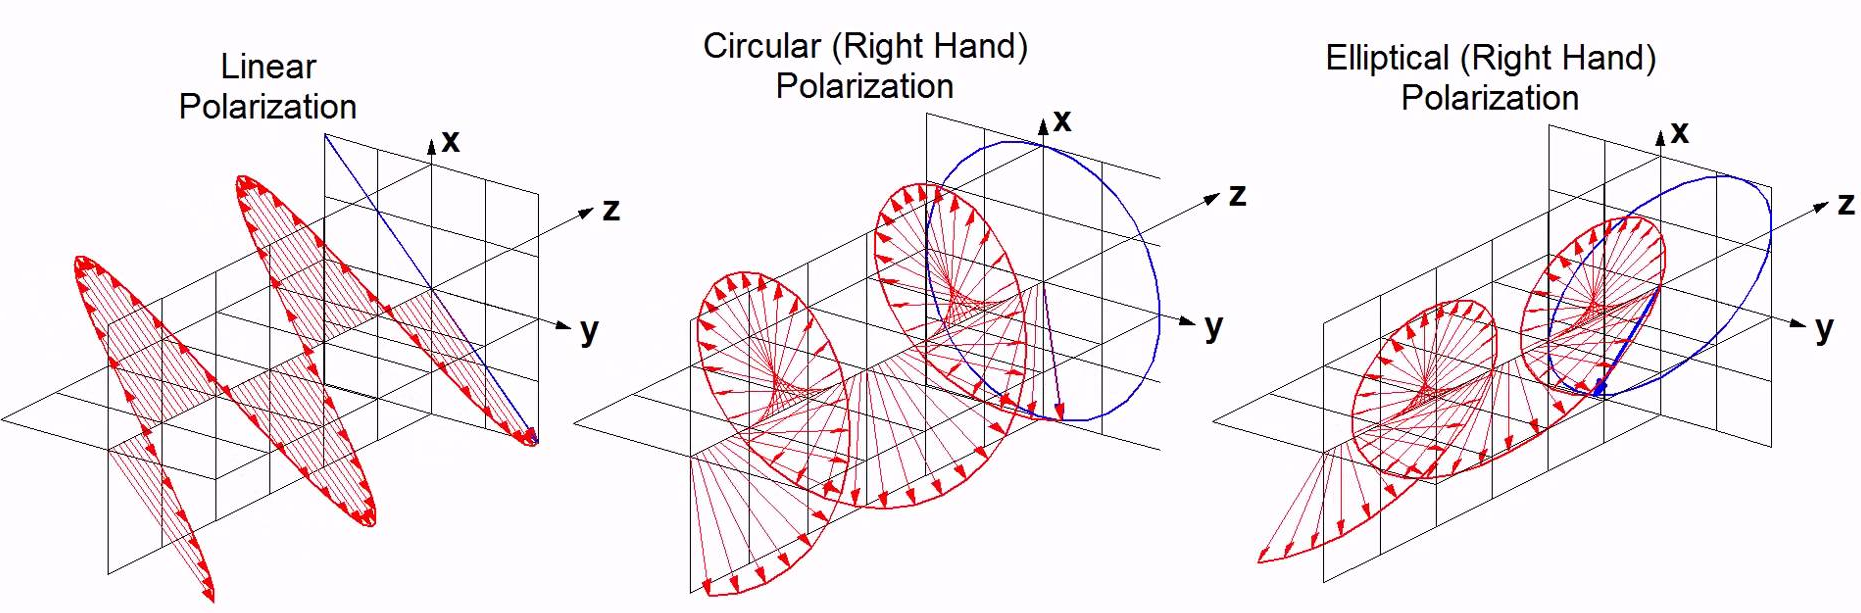 Linear
Polarization
x
z
y
Circular (Right Hand)
Polarization
x
z
y
Elliptical (Right Hand)
Polarization
x
z
y